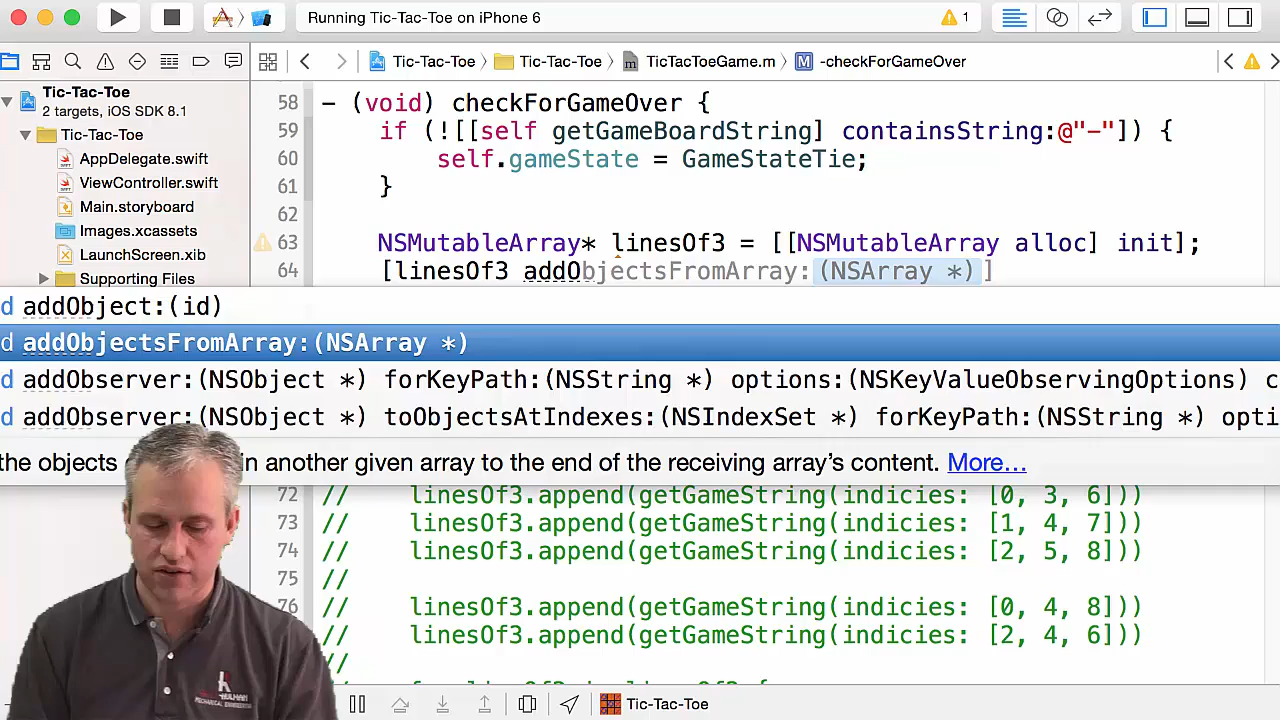 Running Tic-Tac-Toe on iPhone 6
1
Tic-Tac-Toe
Tic-Tac-Toe
TicTacToeGame.m
M
-checkForGameOver
Tic-Tac-Toe
2 targets, iOS SDK 8.1
Tic-Tac-Toe
AppDelegate.swift
ViewController.swift
Main.storyboard
Images.xcassets
LaunchScreen.xib
Supporting Files
58 - (void) checkForGameOver {
59 if (![[self getGameBoardString] containsString:@"-"]) {
60 self.gameState = GameStateTie;
61 }
62
63 NSMutableArray* linesOf3 = [[NSMutableArray alloc] init];
64 [linesOf3 addObjectsFromArray:(NSArray *)]
d addObject:(id)
d addObjectsFromArray:(NSArray *)
d addObserver:(NSObject *) forKeyPath:(NSString *) options:(NSKeyValueObservingOptions) c
d addObserver:(NSObject *) toObjectsAtIndexes:(NSIndexSet *) forKeyPath:(NSString *) opti
the objects in another given array to the end of the receiving array's content. More...
72 // linesOf3.append(getGameString(indicies: [0, 3, 6]))
73 // linesOf3.append(getGameString(indicies: [1, 4, 7]))
74 // linesOf3.append(getGameString(indicies: [2, 5, 8]))
75 //
76 // linesOf3.append(getGameString(indicies: [0, 4, 8]))
// linesOf3.append(getGameString(indicies: [2, 4, 6]))
//
Tic-Tac-Toe
MECHANICAL ENGINEERING